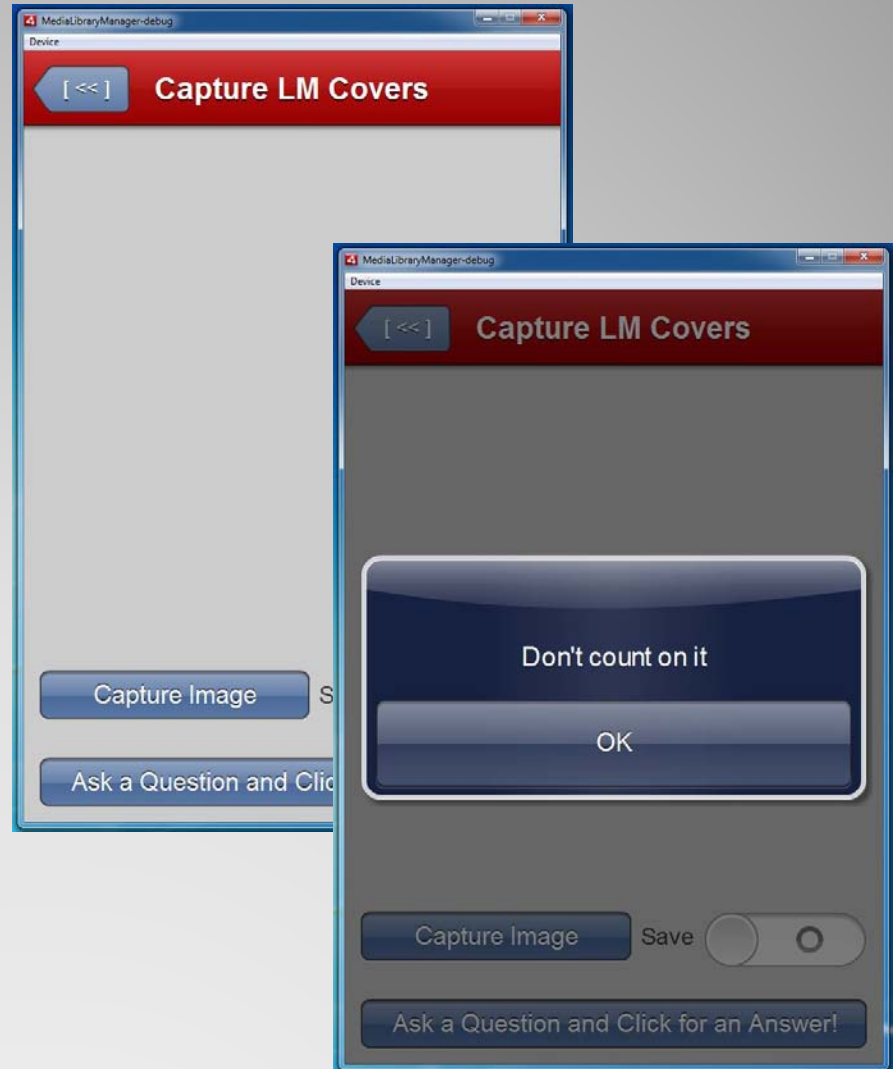 MediaLibraryManager-debug
Device
[ << ]
Capture LM Covers
Capture Image
S
Ask a Question and Clic
MediaLibraryManager-debug
Device
[ << ]
Capture LM Covers
Don't count on it
OK
Capture Image
Save
Ask a Question and Click for an Answer!